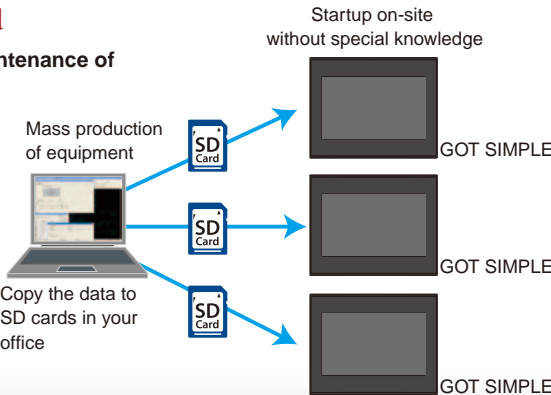 ntenance of
Startup on-site
without special knowledge
Mass production
of equipment
SD
Card
GOT SIMPLE
SD
Card
GOT SIMPLE
Copy the data to
SD cards in your
office
SD
Card
GOT SIMPLE